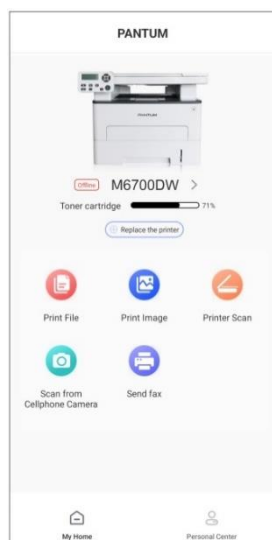 PANTUM
PANTUM
Offline M6700DW
Toner cartridge 71%
Replace the printer
Print File Print Image Printer Scan
Scan from Send fax
Cellphone Camera
My Home Personal Center